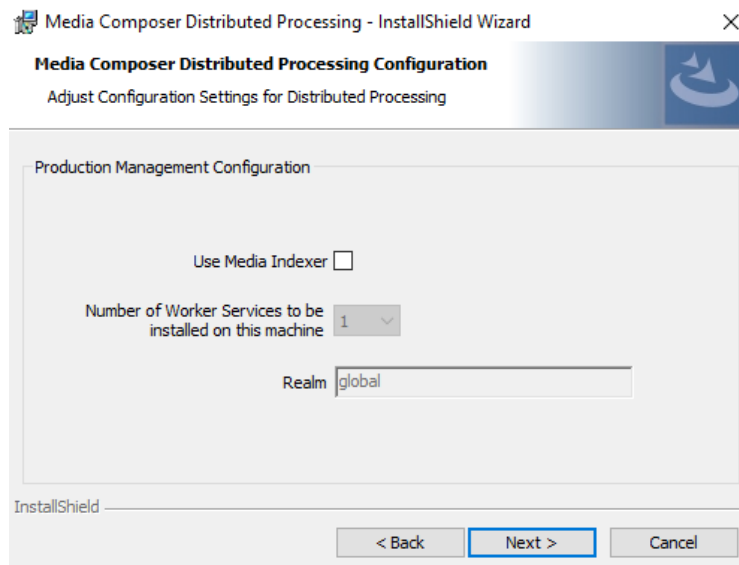 Media Composer Distributed Processing - InstallShield Wizard
Media Composer Distributed Processing Configuration
Adjust Configuration Settings for Distributed Processing
Production Management Configuration
Use Media Indexer
Number of Worker Services to be
installed on this machine
1
Realm
global
InstallShield
< Back
Next >
Cancel